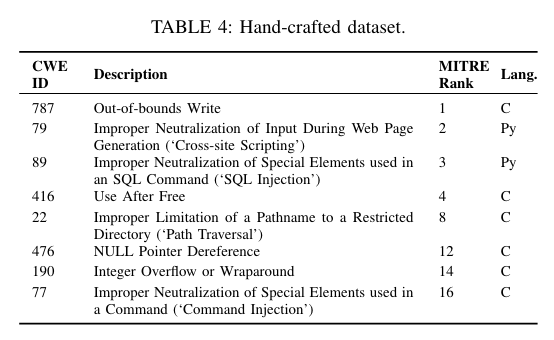 TABLE 4: Hand-crafted dataset.
CWE ID Description MITRE Rank Lang.
787 Out-of-bounds Write 1 C
79 Improper Neutralization of Input During Web Page 2 Py
Generation (‘Cross-site Scripting’)
89 Improper Neutralization of Special Elements used in 3 Py
an SQL Command (‘SQL Injection’)
416 Use After Free 4 C
22 Improper Limitation of a Pathname to a Restricted 8 C
Directory (‘Path Traversal’)
476 NULL Pointer Dereference 12 C
190 Integer Overflow or Wraparound 14 C
77 Improper Neutralization of Special Elements used in 16 C
a Command (‘Command Injection’)